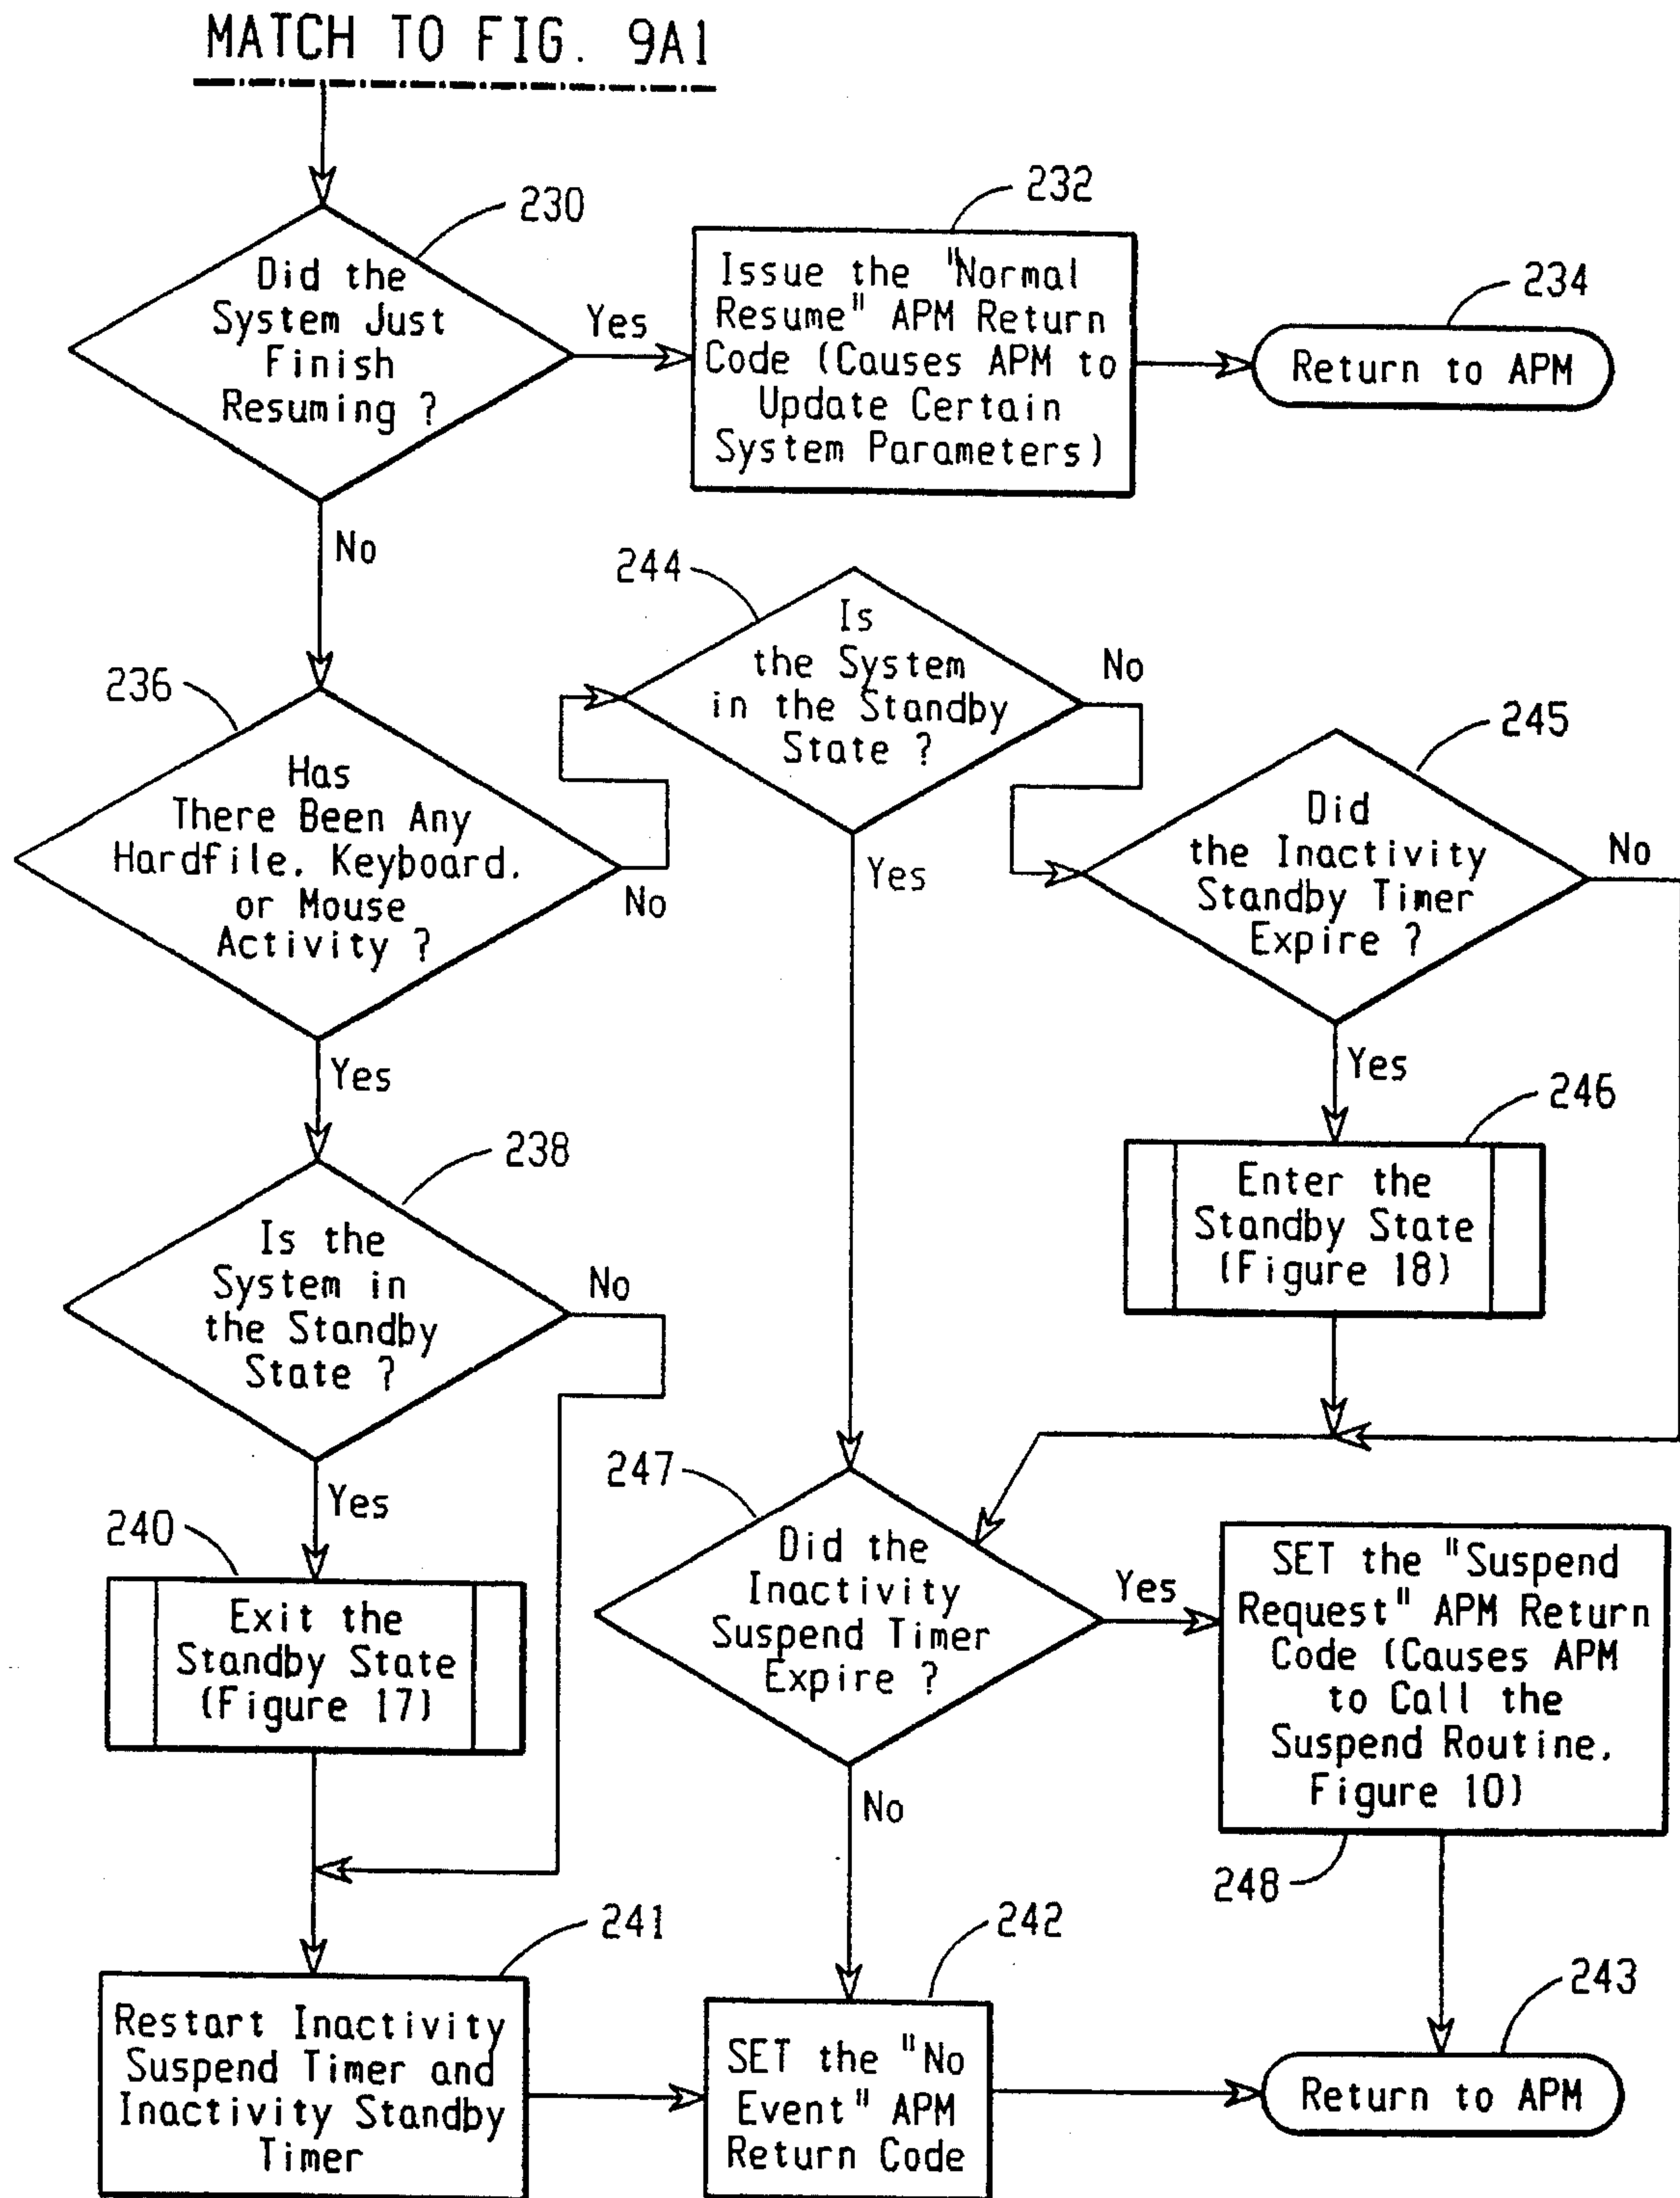 MATCH TO FIG. 9A1
230
Did the
System Just
Finish
Resuming ?
Yes
No
232
Issue the "Normal
Resume" APM Return
Code (Causes APM to
Update Certain
System Parameters)
234
Return to APM
236
Has
There Been Any
Hardfile, Keyboard,
or Mouse
Activity ?
No
Yes
244
Is
the System
in the Standby
State ?
No
Yes
245
Did
the Inactivity
Standby Timer
Expire ?
No
Yes
246
Enter the
Standby State
(Figure 18)
238
Is the
System in
the Standby
State ?
No
Yes
240
Exit the
Standby State
(Figure 17)
247
Did the
Inactivity
Suspend Timer
Expire ?
Yes
No
SET the "Suspend
Request" APM Return
Code (Causes APM
to Call the
Suspend Routine,
Figure 10)
248
241
Restart Inactivity
Suspend Timer and
Inactivity Standby
Timer
242
SET the "No
Event" APM
Return Code
243
Return to APM